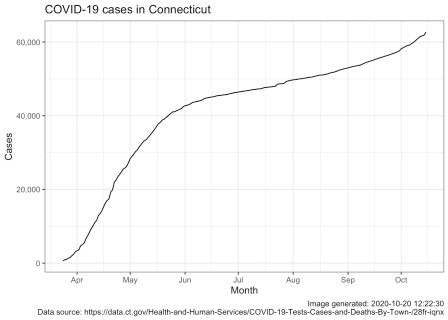 COVID-19 cases in Connecticut
60,000
40,000
20,000
0
Cases
Apr May Jun Jul Aug Sep Oct
Month
Image generated: 2020-10-20 12:22:30
Data source: https://data.ct.gov/Health-and-Human-Services/COVID-19-Tests-Cases-and-Deaths-By-Town-/28fr-iqnx